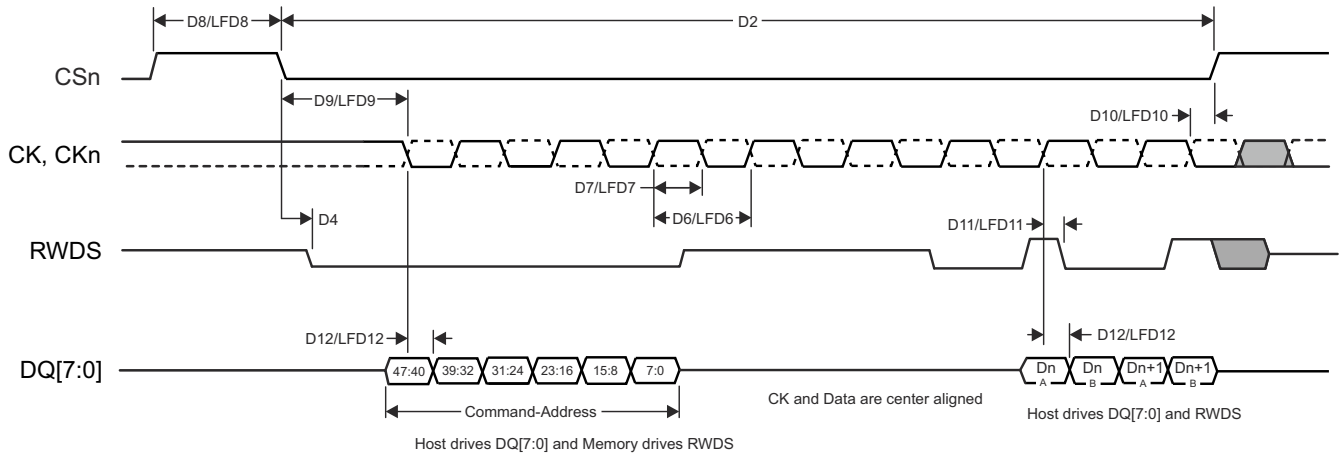 D8/LFD8
D2
CSn
D9/LFD9
D10/LFD10
CK, CKn
D7/LFD7
D4
D6/LFD6
D11/LFD11
RWDS
D12/LFD12
D12/LFD12
DQ[7:0]
47:40 39:32 31:24 23:16 15:8 7:0
Dn A Dn B Dn+1 A Dn+1 B
Command-Address
CK and Data are center aligned
Host drives DQ[7:0] and RWDS
Host drives DQ[7:0] and Memory drives RWDS